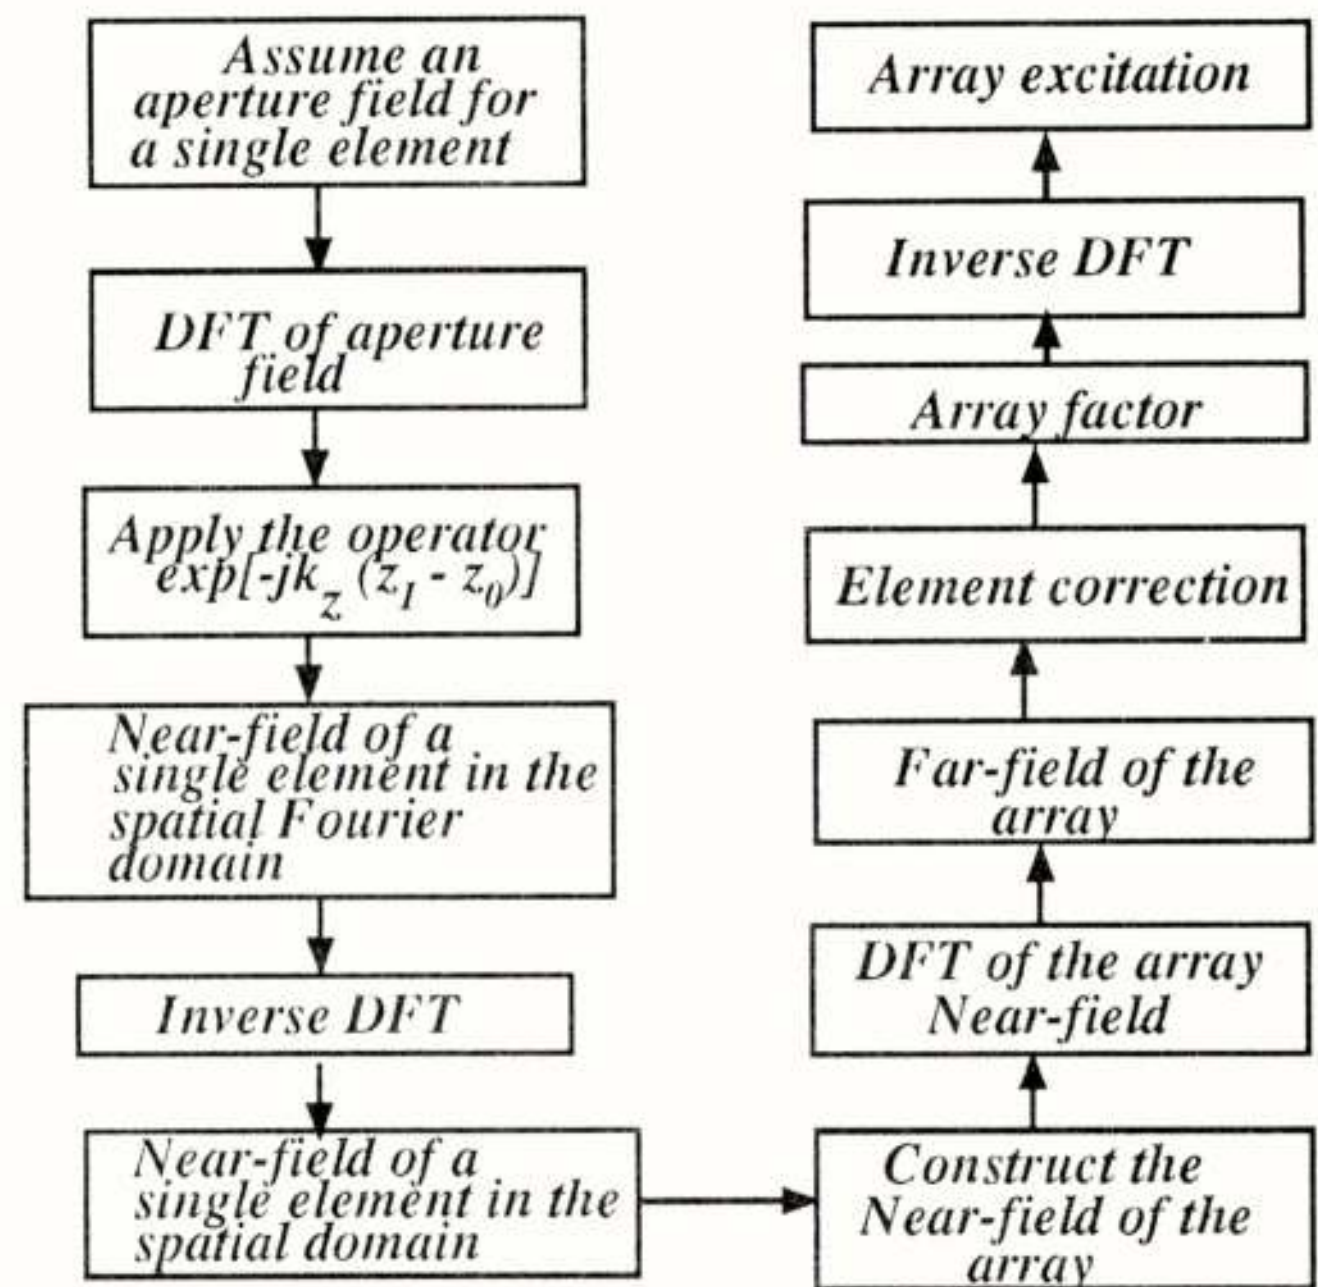 Assume an
aperture field for
a single element
DFT of aperture
field
Apply the operator
exp[-jk_z (z_1 - z_0)]
Near-field of a
single element in the
spatial Fourier
domain
Inverse DFT
Near-field of a
single element in the
spatial domain
Construct the
Near-field of the
array
DFT of the array
Near-field
Far-field of the
array
Element correction
Array factor
Inverse DFT
Array excitation